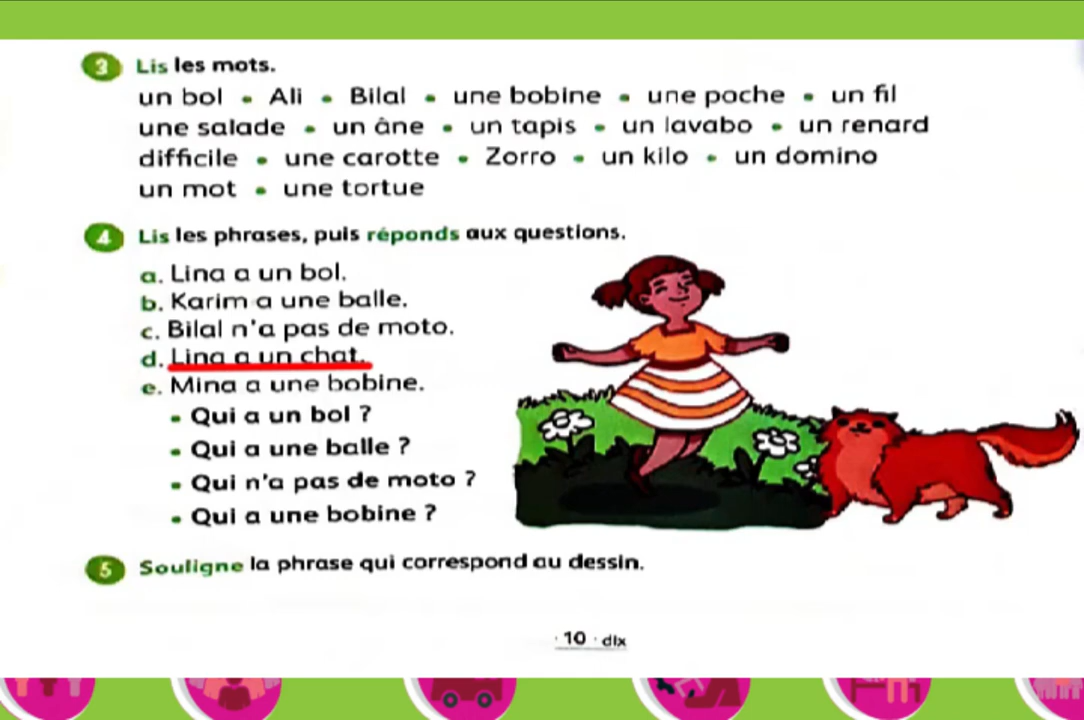 3 Lis les mots.
un bol • Ali • Bilal • une bobine • une poche • un fil
une salade • un âne • un tapis • un lavabo • un renard
difficile • une carotte • Zorro • un kilo • un domino
un mot • une tortue
4 Lis les phrases, puis réponds aux questions.
a. Lina a un bol.
b. Karim a une balle.
c. Bilal n'a pas de moto.
d. Lina a un chat.
e. Mina a une bobine.
• Qui a un bol ?
• Qui a une balle ?
• Qui n'a pas de moto ?
• Qui a une bobine ?
5 Souligne la phrase qui correspond au dessin.
· 10 · dix